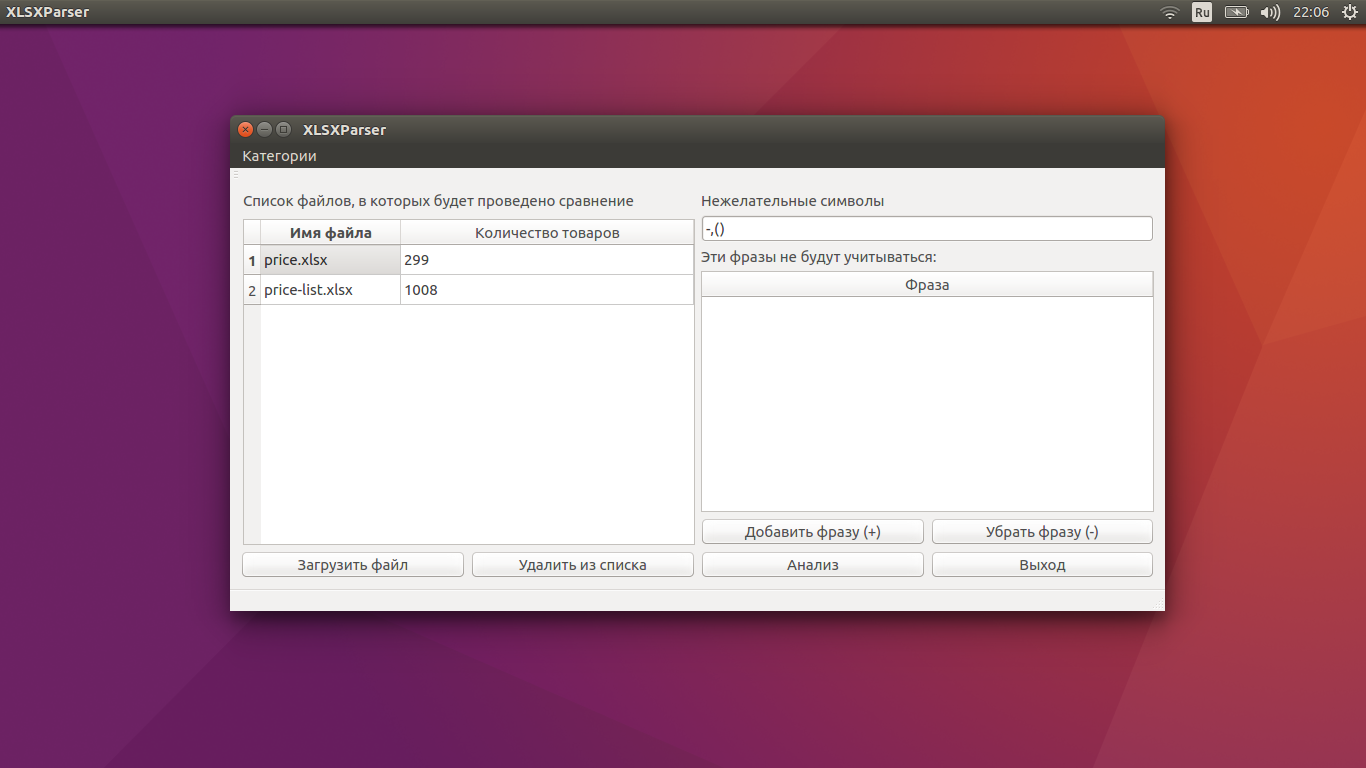 XLSXParser
Ru
22:06
XLSXParser
Категории
Список файлов, в которых будет проведено сравнение
Имя файла Количество товаров
1 price.xlsx 299
2 price-list.xlsx 1008
Загрузить файл Удалить из списка
Нежелательные символы
-,()
Эти фразы не будут учитываться:
Фраза
Добавить фразу (+) Убрать фразу (-)
Анализ Выход